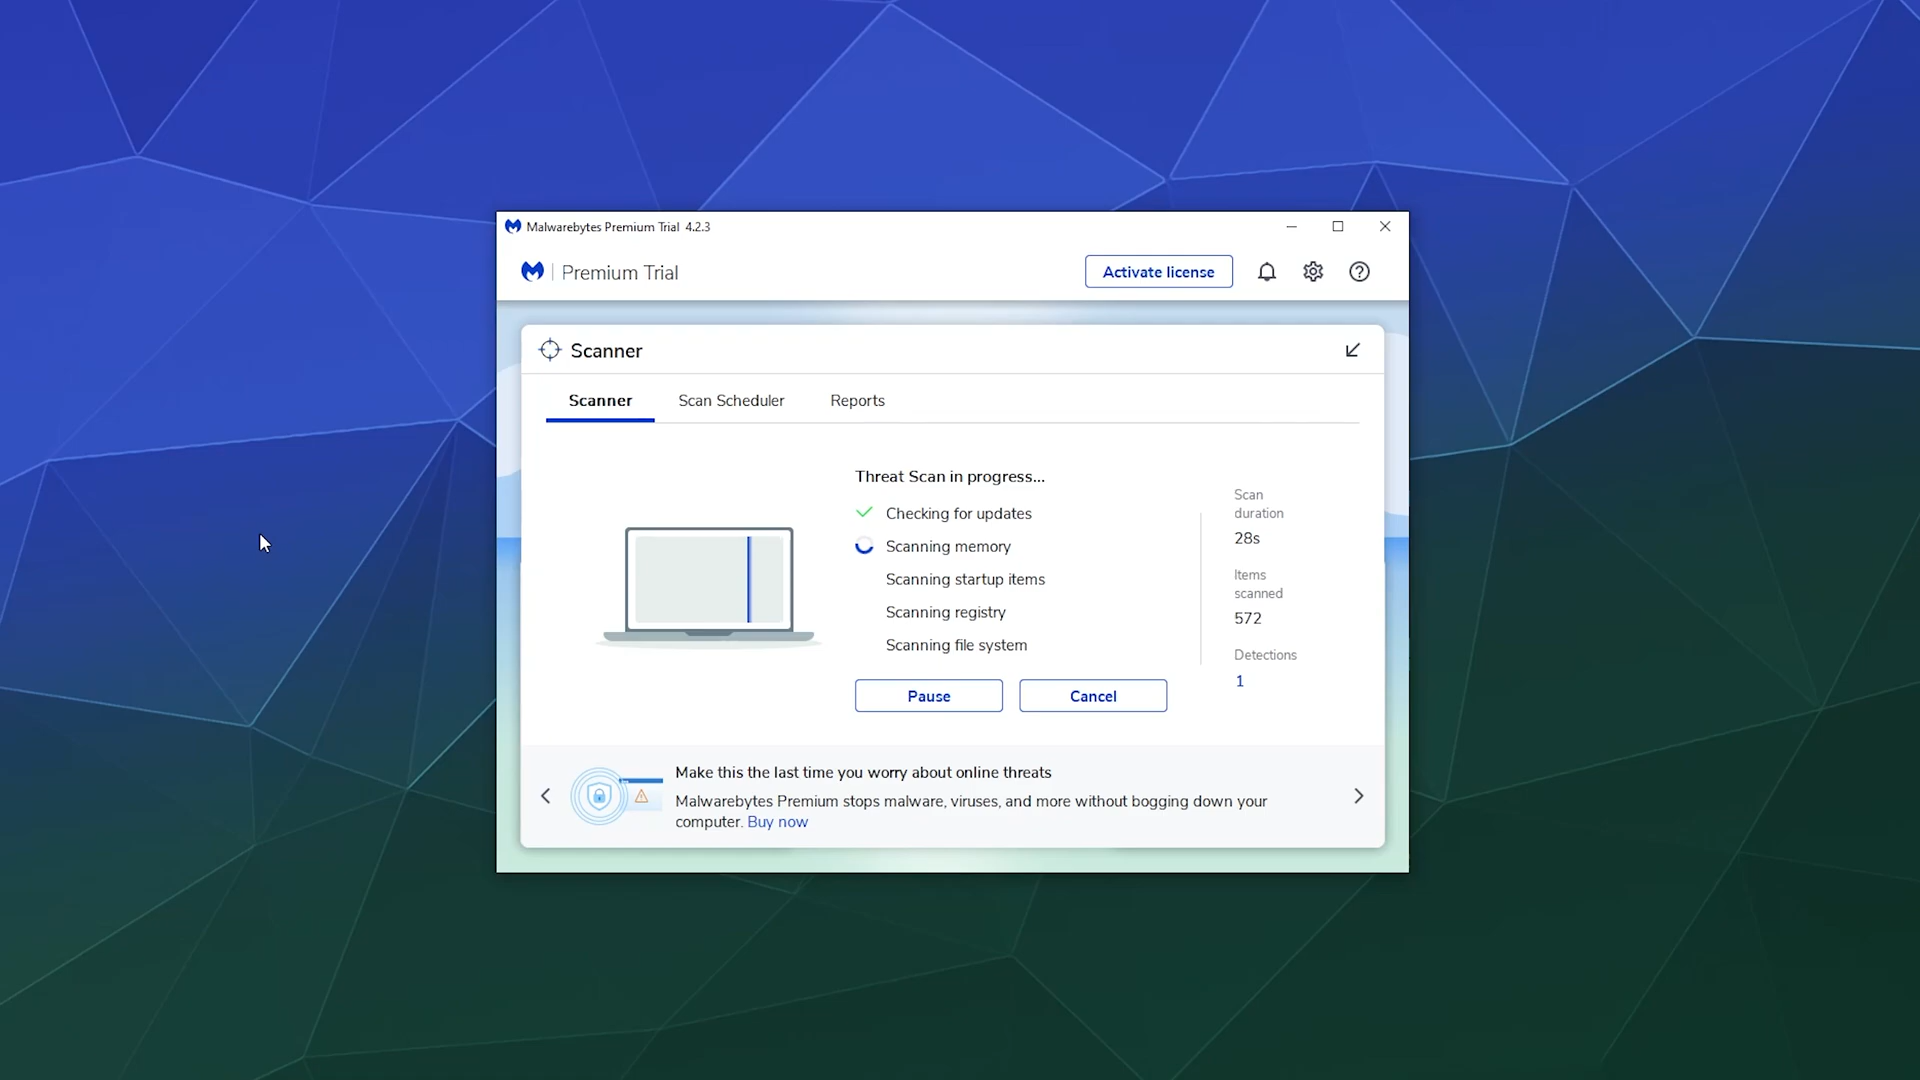 Malwarebytes Premium Trial 4.2.3
Premium Trial
Activate license
Scanner
Scanner
Scan Scheduler
Reports
Threat Scan in progress...
Checking for updates
Scanning memory
Scanning startup items
Scanning registry
Scanning file system
Pause
Cancel
Scan
duration
28s
Items
scanned
572
Detections
1
Make this the last time you worry about online threats
Malwarebytes Premium stops malware, viruses, and more without bogging down your
computer. Buy now